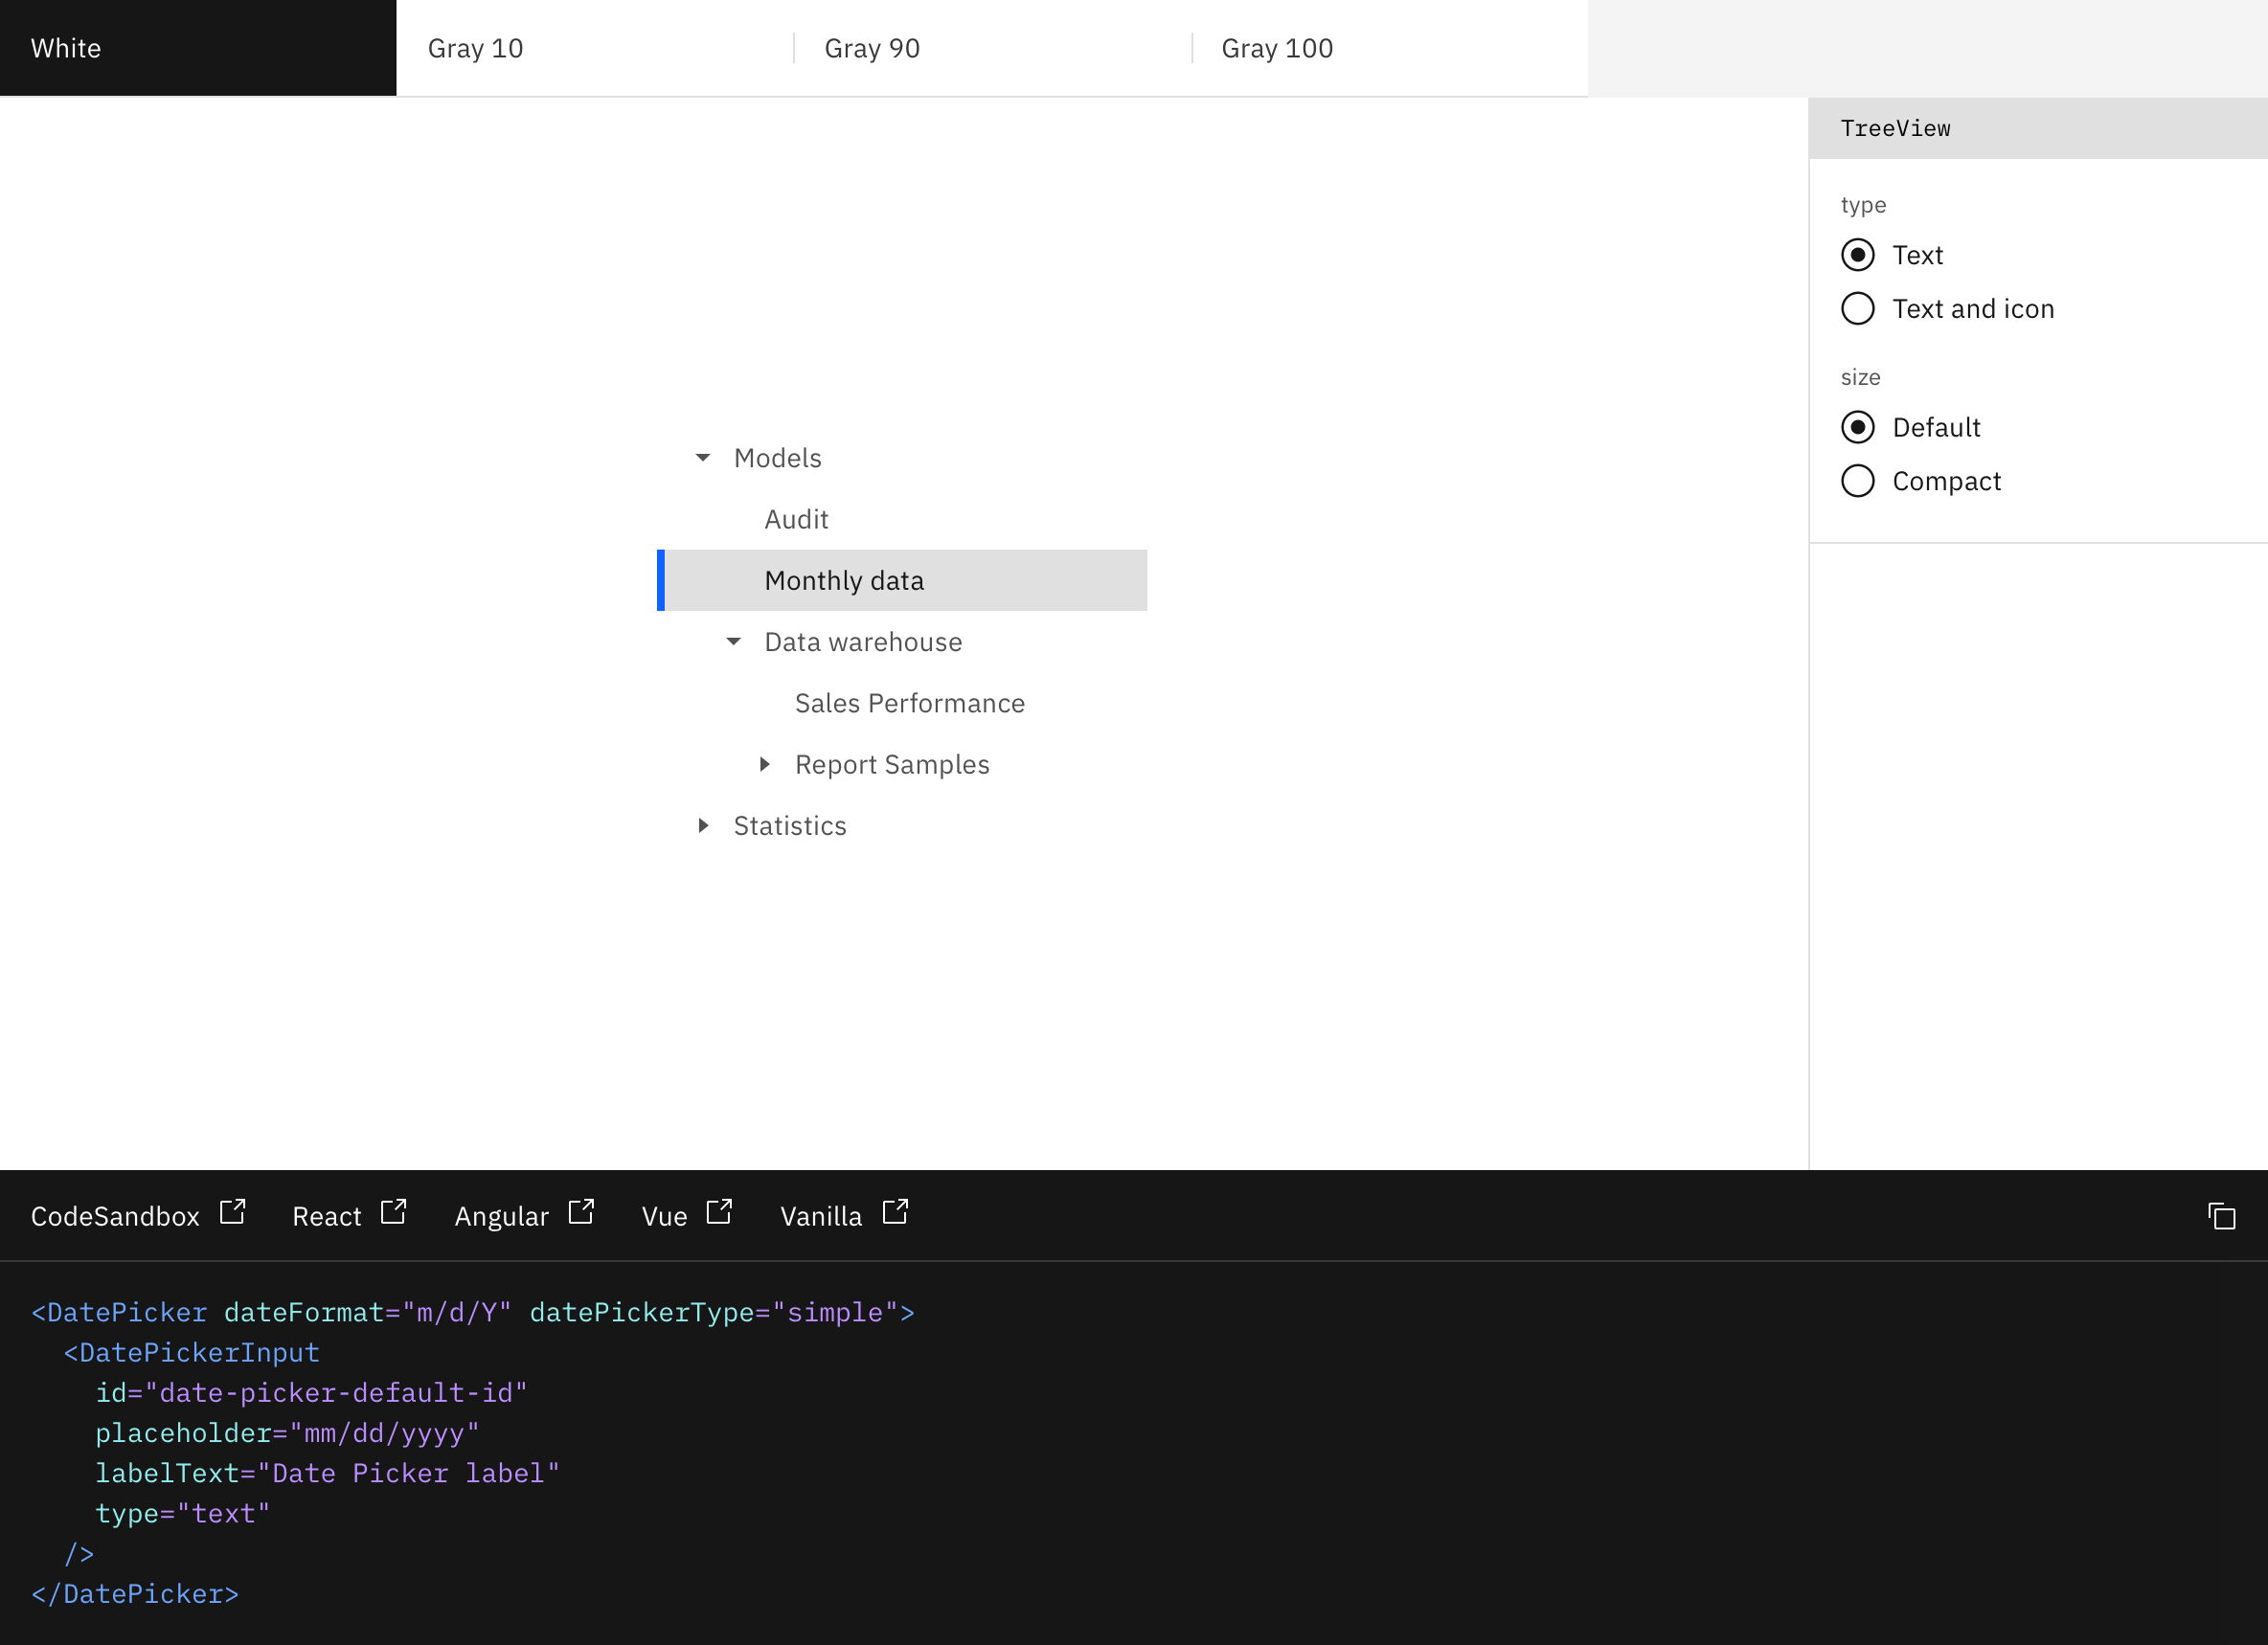 White
Gray 10
Gray 90
Gray 100
TreeView
type
Text
Text and icon
size
Default
Compact
Models
Audit
Monthly data
Data warehouse
Sales Performance
Report Samples
Statistics
CodeSandbox React Angular Vue Vanilla
<DatePicker dateFormat="m/d/Y" datePickerType="simple">
  <DatePickerInput
    id="date-picker-default-id"
    placeholder="mm/dd/yyyy"
    labelText="Date Picker label"
    type="text"
  />
</DatePicker>